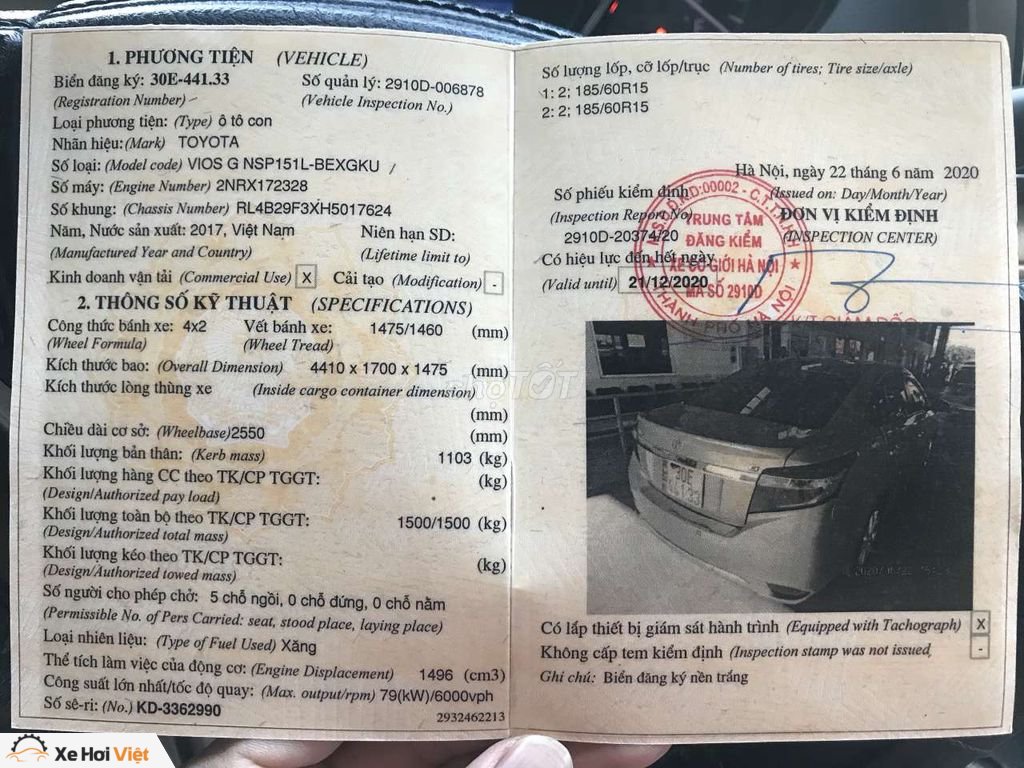 1. PHƯƠNG TIỆN (VEHICLE)
Biển đăng ký: 30E-441.33 Số quản lý: 2910D-006878
(Registration Number) (Vehicle Inspection No.)
Loại phương tiện: (Type) ô tô con
Nhãn hiệu: (Mark) TOYOTA
Số loại: (Model code) VIOS G NSP151L-BEXGKU /
Số máy: (Engine Number) 2NRX172328
Số khung: (Chassis Number) RL4B29F3XH5017624
Năm, Nước sản xuất: 2017, Việt Nam Niên hạn SD:
(Manufactured Year and Country) (Lifetime limit to)
Kinh doanh vận tải (Commercial Use) X Cải tạo (Modification) -
2. THÔNG SỐ KỸ THUẬT (SPECIFICATIONS)
Công thức bánh xe: 4x2 Vết bánh xe: 1475/1460 (mm)
(Wheel Formula) (Wheel Tread)
Kích thước bao: (Overall Dimension) 4410 x 1700 x 1475 (mm)
Kích thước lòng thùng xe (Inside cargo container dimension)
(mm)
Chiều dài cơ sở: (Wheelbase) 2550 (mm)
Khối lượng bản thân: (Kerb mass) 1103 (kg)
Khối lượng hàng CC theo TK/CP TGGT: (kg)
(Design/Authorized pay load)
Khối lượng toàn bộ theo TK/CP TGGT: 1500/1500 (kg)
(Design/Authorized total mass)
Khối lượng kéo theo TK/CP TGGT: (kg)
(Design/Authorized towed mass)
Số người cho phép chở: 5 chỗ ngồi, 0 chỗ đứng, 0 chỗ nằm
(Permissible No. of Pers Carried: seat, stood place, laying place)
Loại nhiên liệu: (Type of Fuel Used) Xăng
Thể tích làm việc của động cơ: (Engine Displacement) 1496 (cm3)
Công suất lớn nhất/tốc độ quay: (Max. output/rpm) 79(kW)/6000vph
Số sê-ri: (No.) KD-3362990
2932462213
Số lượng lốp, cỡ lốp/trục (Number of tires; Tire size/axle)
1: 2; 185/60R15
2: 2; 185/60R15
Hà Nội, ngày 22 tháng 6 năm 2020
Số phiếu kiểm định (Issued on: Day/Month/Year)
(Inspection Report No) ĐƠN VỊ KIỂM ĐỊNH
2910D-20374/20 (INSPECTION CENTER)
Có hiệu lực đến hết ngày
(Valid until) 21/12/2020
TRUNG TÂM
ĐĂNG KIỂM
XE CƠ GIỚI HÀ NỘI
MÃ SỐ 2910D
THÀNH PHỐ HÀ NỘI
30E
Có lắp thiết bị giám sát hành trình (Equipped with Tachograph) X
Không cấp tem kiểm định (Inspection stamp was not issued) -
Ghi chú: Biển đăng ký nền trắng
Xe Hơi Việt